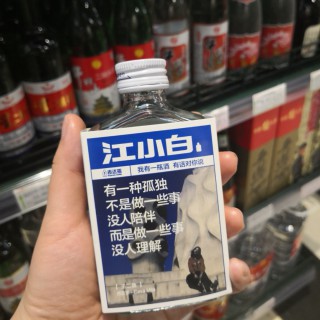 江小白
我有一瓶酒 有话对你说
有一种孤独
不是做一些事
没人陪伴
而是做一些事
没人理解